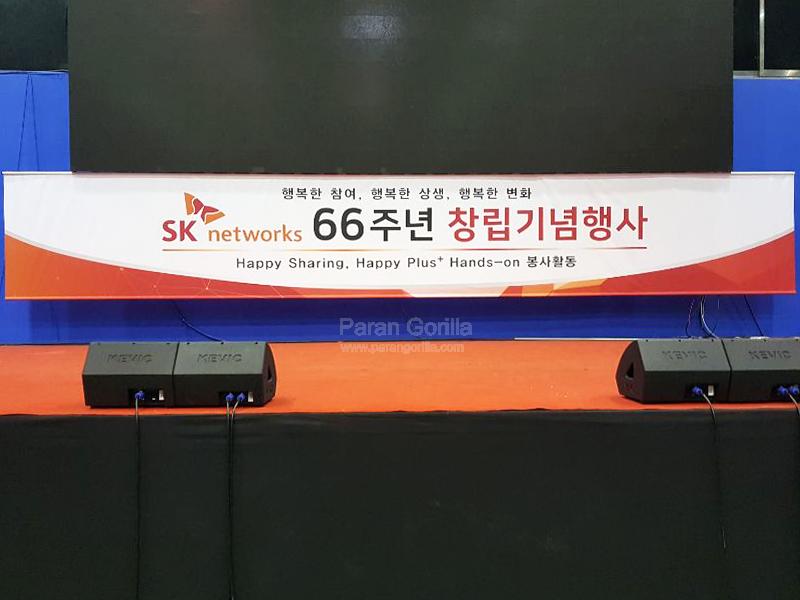 행복한 참여, 행복한 상생, 행복한 변화
SK networks 66주년 창립기념행사
Happy Sharing, Happy Plus+ Hands-on 봉사활동
Paran Gorilla
www.parangorilla.com
KEVIC KEVIC KEVIC KEVIC